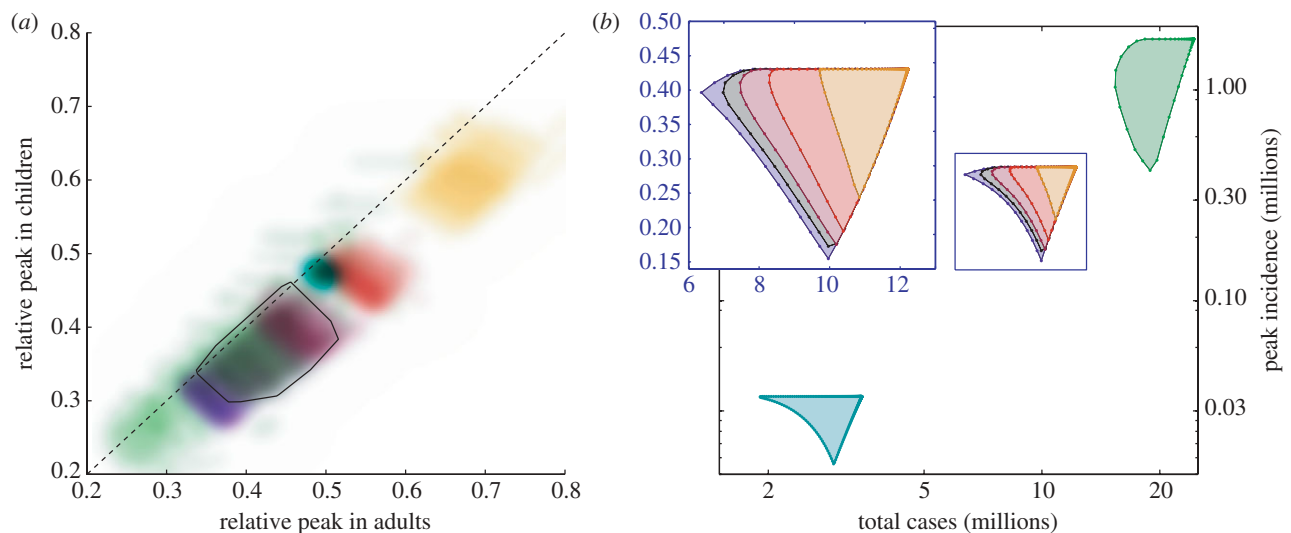 (a)
0.8
0.7
0.6
0.5
0.4
0.3
0.2
relative peak in children
0.2 0.3 0.4 0.5 0.6 0.7 0.8
relative peak in adults
(b)
0.50
0.45
0.40
0.35
0.30
0.25
0.20
0.15
6 8 10 12
1.00
0.30
0.10
0.03
peak incidence (millions)
2 5 10 20
total cases (millions)